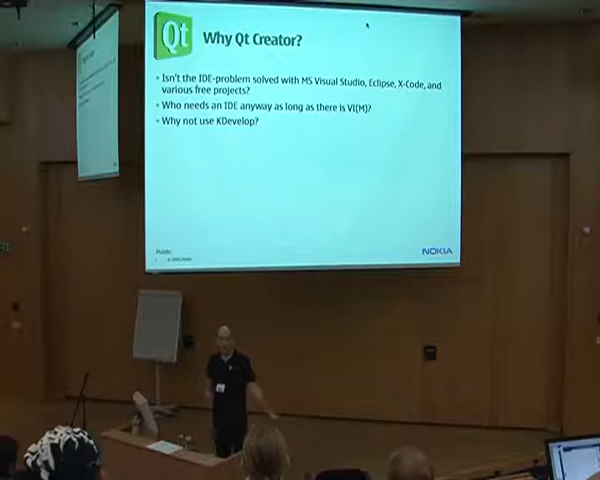 Qt
Why Qt Creator?
Isn't the IDE-problem solved with MS Visual Studio, Eclipse, X-Code, and
various free projects?
Who needs an IDE anyway as long as there is VI(M)?
Why not use KDevelop?
Public
NOKIA